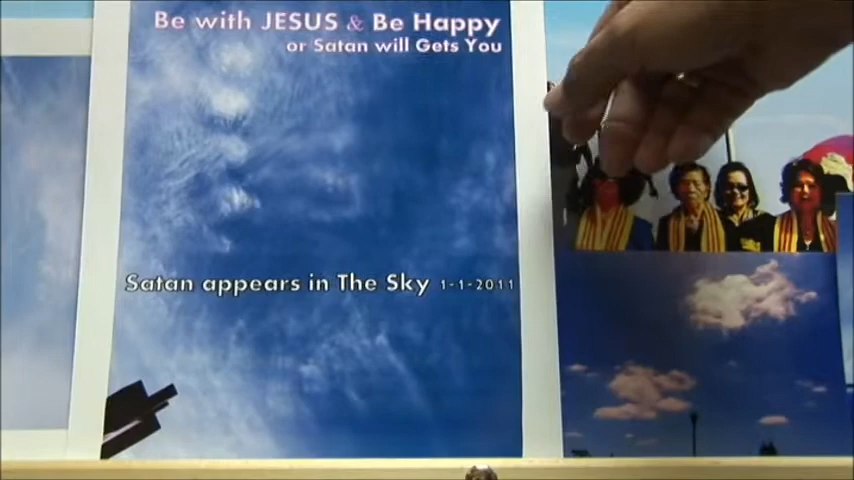 Be with JESUS & Be Happy
or Satan will Gets You
Satan appears in The Sky 1-1-2011